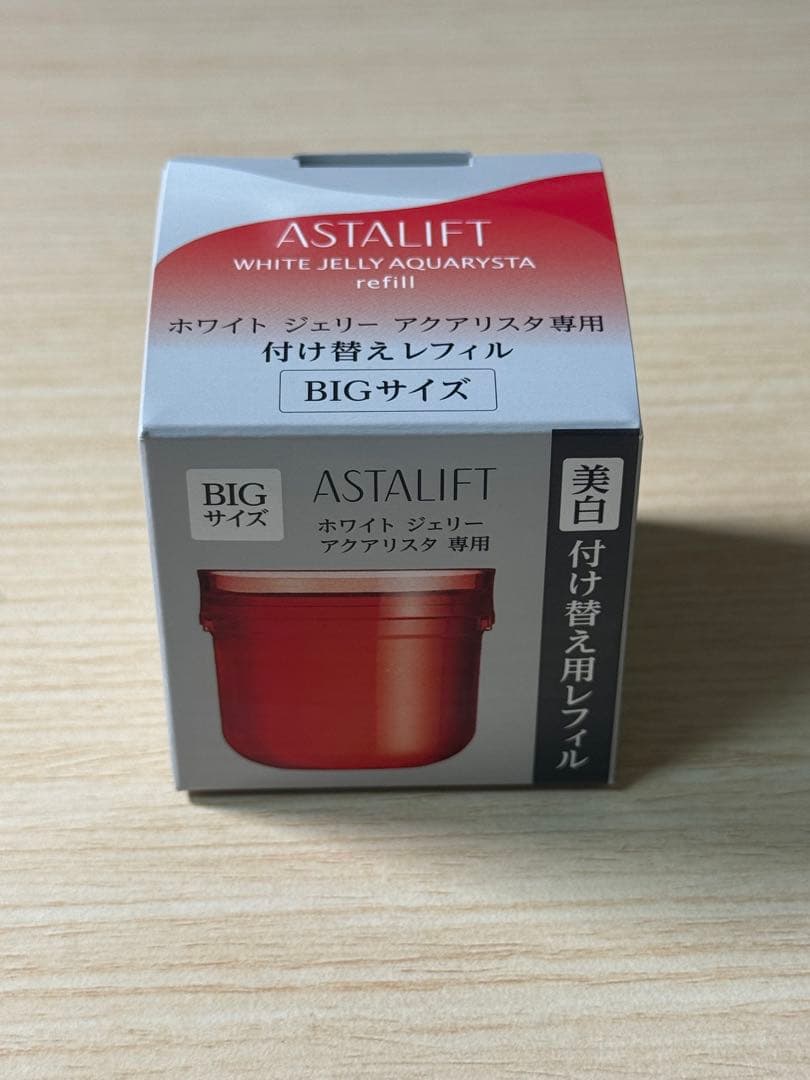 ASTALIFT
WHITE JELLY AQUARYSTA
refill
ホワイト ジェリー アクアリスタ専用
付け替えレフィル
BIGサイズ
BIG
サイズ
ASTALIFT
ホワイト ジェリー
アクアリスタ 専用
美白
付け替え用レフィル